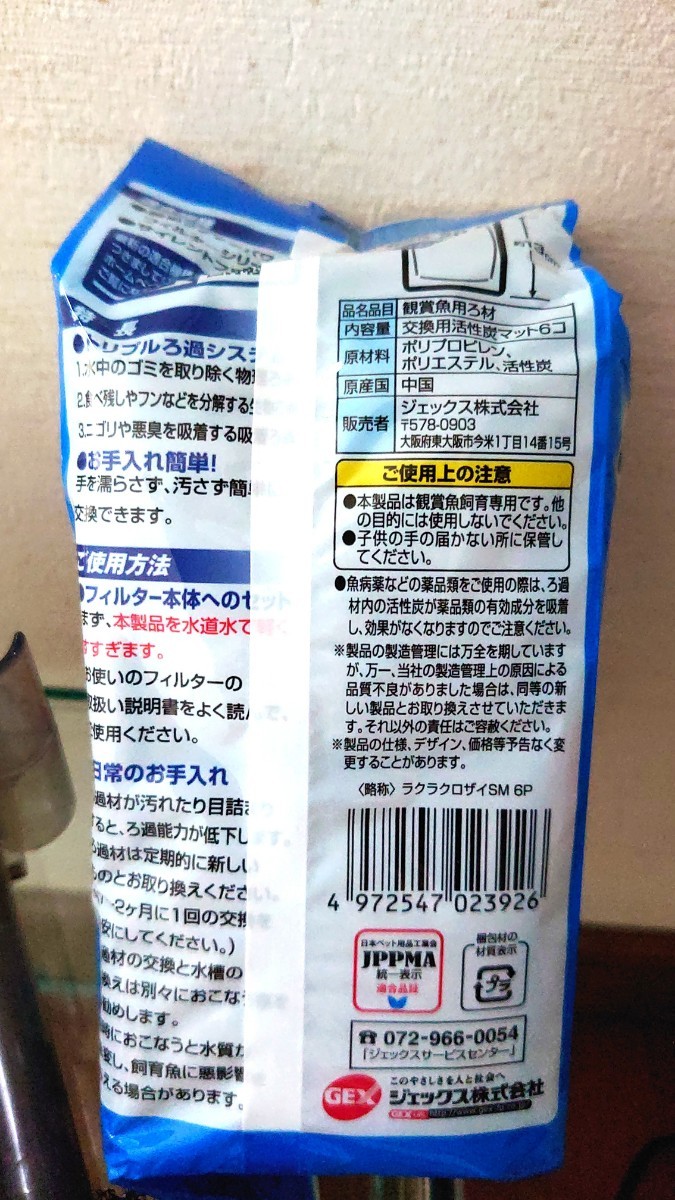 サイレント
特 長
トリプルろ過シス
1.水中のゴミを取り除く物理
2.食べ残しやフンなどを分解する生物
3.ニゴリや悪臭を吸着する吸着
●お手入れ簡単!
手を濡らさず、汚さず簡単に
交換できます。
ご使用方法
●フィルター本体へのセット
まず、本製品を水道水で軽く
すすぎます。
お使いのフィルターの
取扱い説明書をよく読んで、
ご使用ください。
日常のお手入れ
ろ過材が汚れたり目詰まり
すると、ろ過能力が低下します。
ろ過材は定期的に新しい
ものとお取り換えください。
~2ヶ月に1回の交換を
目安にしてください。)
過材の交換と水槽の
換えは別々におこなう
勧めします。
時におこなうと水質が
変し、飼育魚に悪影響
える場合があります。
品名品目 観賞魚用ろ材
内容量 交換用活性炭マット6コ
原材料 ポリプロピレン、
ポリエステル、活性炭
原産国 中国
販売者 ジェックス株式会社
〒578-0903
大阪府東大阪市今米1丁目14番15号
ご使用上の注意
●本製品は観賞魚飼育専用です。他
の目的には使用しないでください。
●子供の手の届かない所に保管し
てください。
●魚病薬などの薬品類をご使用の際は、ろ過
材内の活性炭が薬品類の有効成分を吸着
し、効果がなくなりますのでご注意ください。
※製品の製造管理には万全を期しています
が、万一、当社の製造管理上の原因による
品質不良がありました場合は、同等の新
しい製品とお取り換えさせていただきま
す。それ以外の責任はご容赦ください。
※製品の仕様、デザイン、価格等予告なく変
更することがあります。
〈略称〉ラクラクロザイSM 6P
4 972547 023926
日本ペット用品工業会
JPPMA
統一表示
適合品証
梱包材の
材質表示
プラ
☎ 072-966-0054
「ジェックスサービスセンター」
このやさしさを人と社会へ
GEX ジェックス株式会社